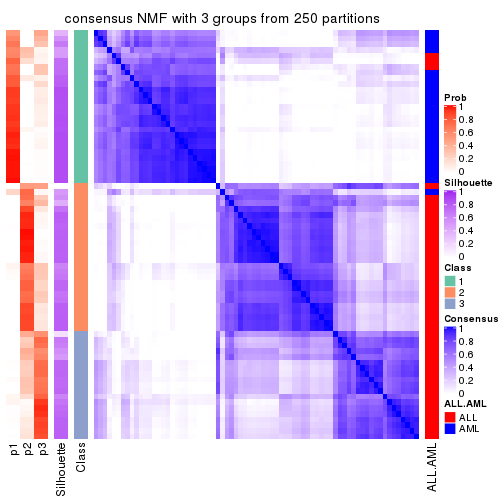 consensus NMF with 3 groups from 250 partitions
Prob
1
0.8
0.6
0.4
0.2
0
Silhouette
1
0.8
0.6
0.4
0.2
0
Class
1
2
3
Consensus
1
0.8
0.6
0.4
0.2
0
ALL.AML
ALL
AML
p1
p2
p3
Silhouette
Class
ALL.AML